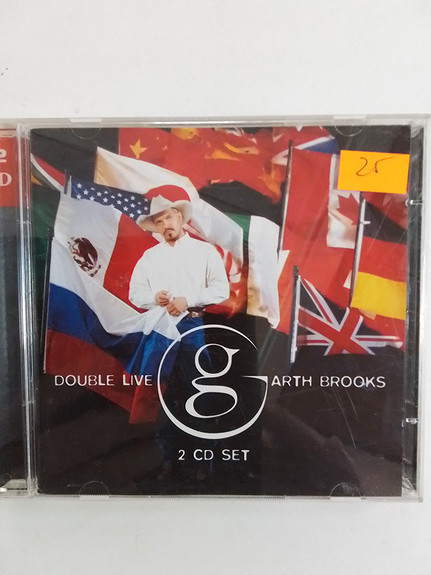 25
DOUBLE LIVE g ARTH BROOKS
2 CD SET